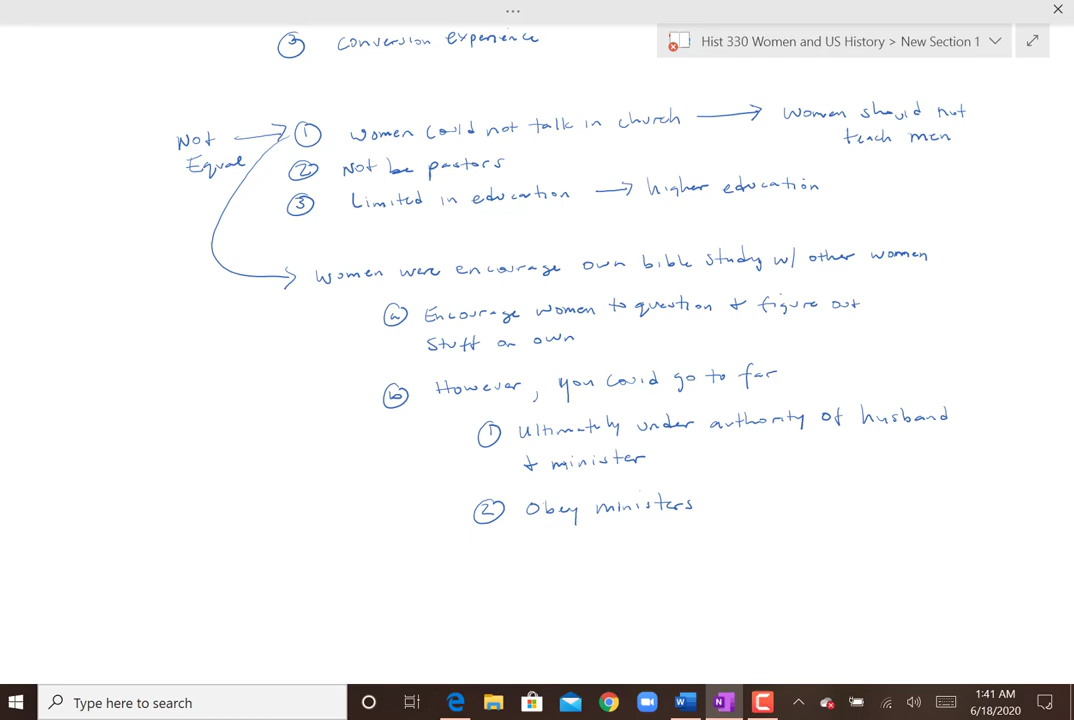 ③ conversion experience
Hist 330 Women and US History > New Section 1
Not Equal → ① Women could not talk in church → Women should not teach men
② Not be pastors
③ Limited in education → higher education
Women were encourage own bible study w/ other women
ⓐ Encourage women to question + figure out
stuff on own
ⓑ However, you could go to far
① Ultimately under authority of husband
+ minister
② Obey ministers
Type here to search
1:41 AM
6/18/2020